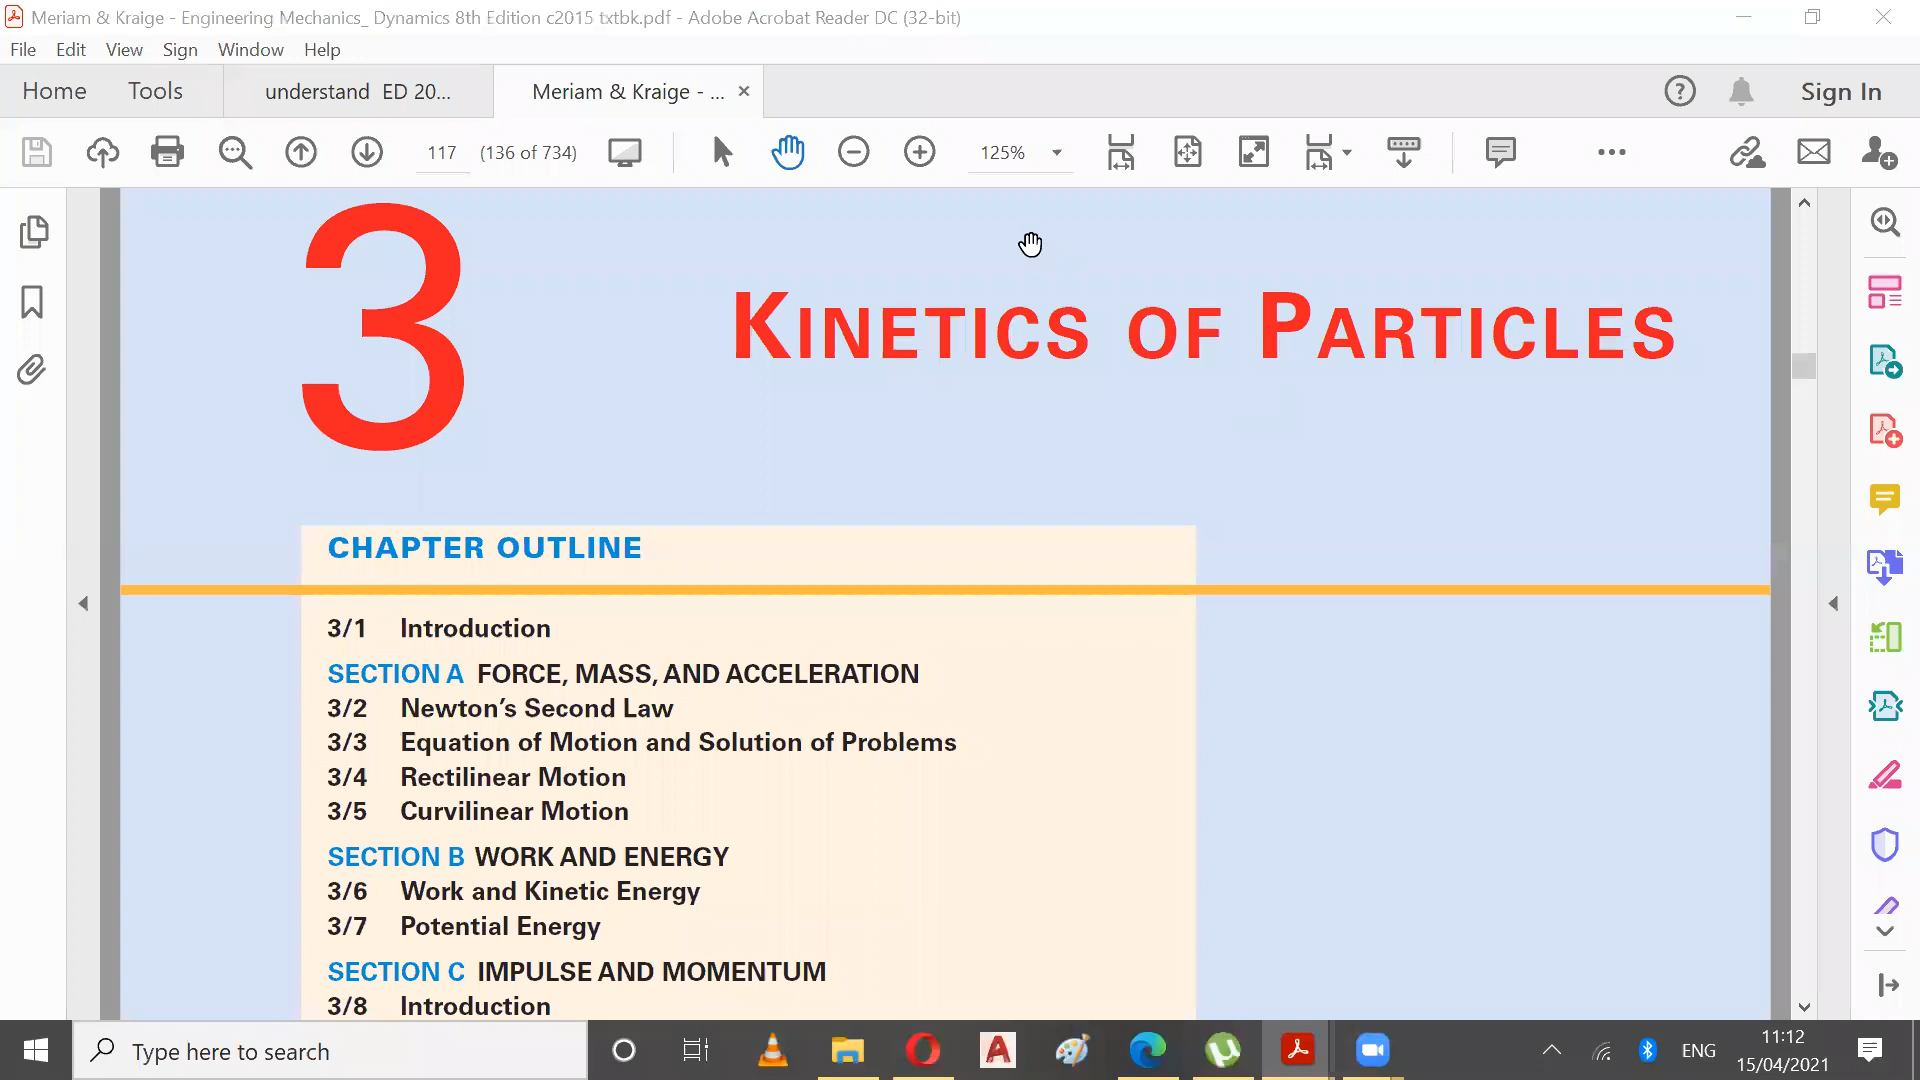 Meriam & Kraige - Engineering Mechanics_ Dynamics 8th Edition c2015 txtbk.pdf - Adobe Acrobat Reader DC (32-bit)
File Edit View Sign Window Help
Home Tools understand ED 20... Meriam & Kraige - ... × Sign In
117 (136 of 734) 125%
3
KINETICS OF PARTICLES
CHAPTER OUTLINE
3/1 Introduction
SECTION A FORCE, MASS, AND ACCELERATION
3/2 Newton's Second Law
3/3 Equation of Motion and Solution of Problems
3/4 Rectilinear Motion
3/5 Curvilinear Motion
SECTION B WORK AND ENERGY
3/6 Work and Kinetic Energy
3/7 Potential Energy
SECTION C IMPULSE AND MOMENTUM
3/8 Introduction
Type here to search
ENG
11:12
15/04/2021